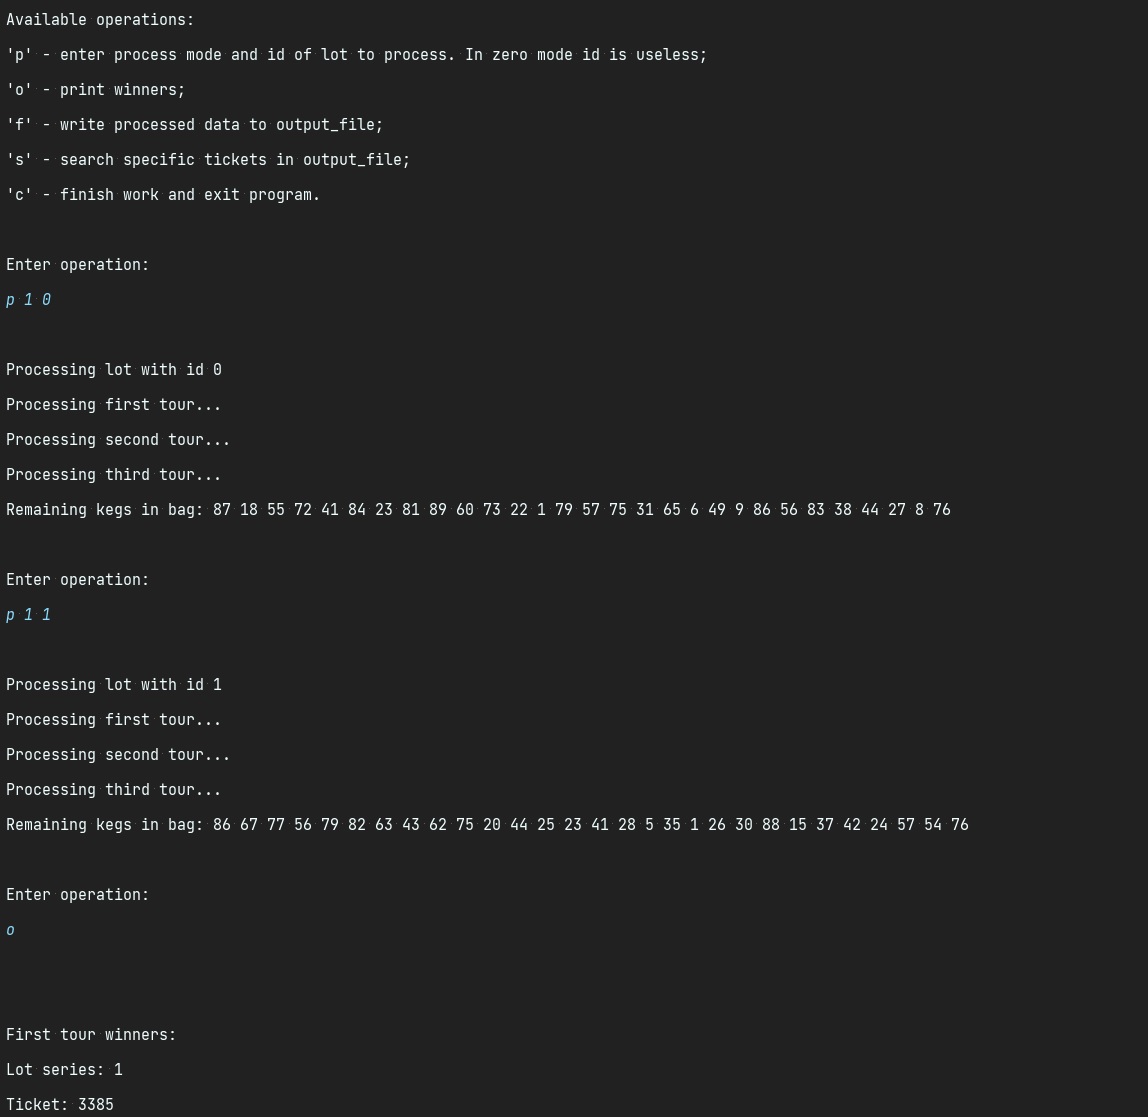 Available operations:
'p' - enter process mode and id of lot to process. In zero mode id is useless;
'o' - print winners;
'f' - write processed data to output_file;
's' - search specific tickets in output_file;
'c' - finish work and exit program.
Enter operation:
p 1 0
Processing lot with id 0
Processing first tour...
Processing second tour...
Processing third tour...
Remaining kegs in bag: 87 18 55 72 41 84 23 81 89 60 73 22 1 79 57 75 31 65 6 49 9 86 56 83 38 44 27 8 76
Enter operation:
p 1 1
Processing lot with id 1
Processing first tour...
Processing second tour...
Processing third tour...
Remaining kegs in bag: 86 67 77 56 79 82 63 43 62 75 20 44 25 23 41 28 5 35 1 26 30 88 15 37 42 24 57 54 76
Enter operation:
o
First tour winners:
Lot series: 1
Ticket: 3385